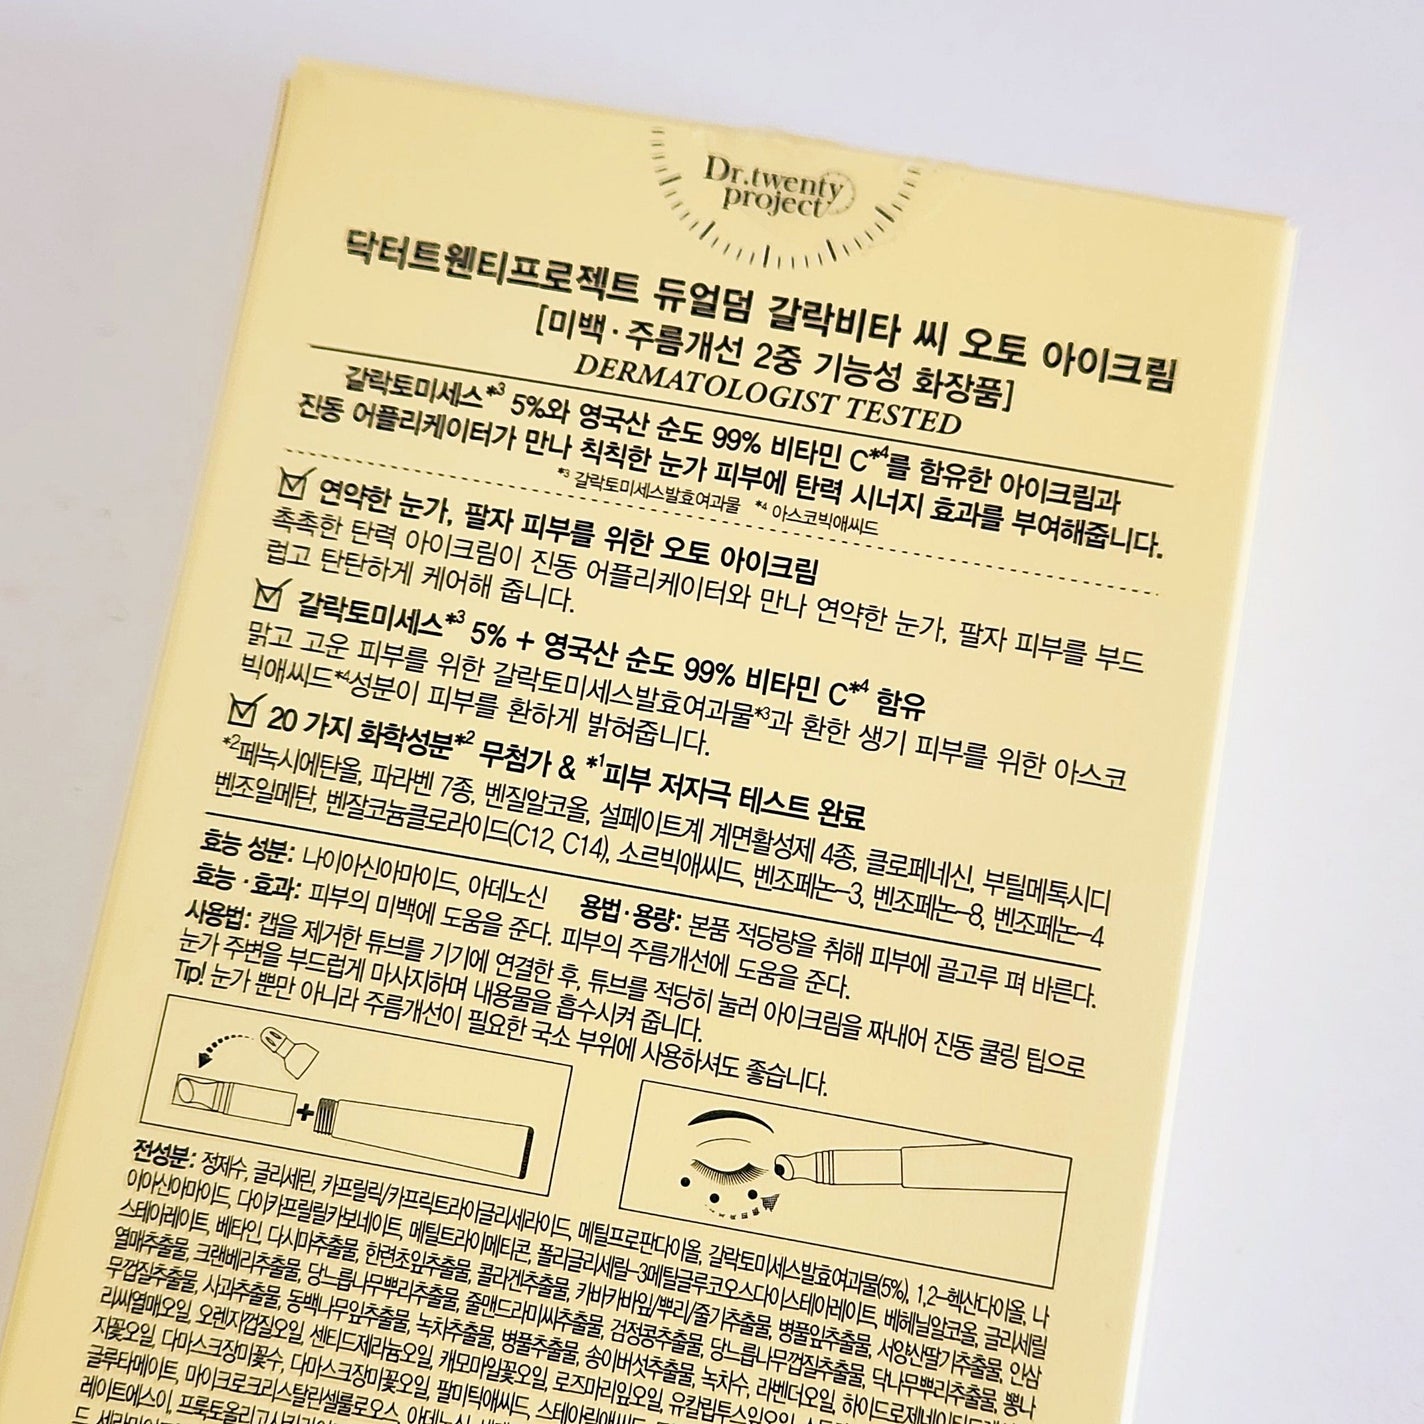 Dr.twenty
project
닥터트웬티프로젝트 듀얼덤 갈락비타 씨 오토 아이크림
[미백·주름개선 2중 기능성 화장품]
DERMATOLOGIST TESTED
갈락토미세스*3 5%와 영국산 순도 99% 비타민 C*4를 함유한 아이크림과
진동 어플리케이터가 만나 칙칙한 눈가 피부에 탄력 시너지 효과를 부여해줍니다.
*3 갈락토미세스발효여과물 *4 아스코빅애씨드
연약한 눈가, 팔자 피부를 위한 오토 아이크림
촉촉한 탄력 아이크림이 진동 어플리케이터와 만나 연약한 눈가, 팔자 피부를 부드
럽고 탄탄하게 케어해 줍니다.
갈락토미세스*3 5% + 영국산 순도 99% 비타민 C*4 함유
맑고 고운 피부를 위한 갈락토미세스발효여과물*3과 환한 생기 피부를 위한 아스코
빅애씨드*4성분이 피부를 환하게 밝혀줍니다.
20 가지 화학성분*2 무첨가 & *1피부 저자극 테스트 완료
*2페녹시에탄올, 파라벤 7종, 벤질알코올, 설페이트계 계면활성제 4종, 클로페네신, 부틸메톡시디
벤조일메탄, 벤잘코늄클로라이드(C12, C14), 소르빅애씨드, 벤조페논-3, 벤조페논-8, 벤조페논-4
효능 성분: 나이아신아마이드, 아데노신 용법·용량: 본품 적당량을 취해 피부에 골고루 펴 바른다.
효능·효과: 피부의 미백에 도움을 준다. 피부의 주름개선에 도움을 준다.
사용법: 캡을 제거한 튜브를 기기에 연결한 후, 튜브를 적당히 눌러 아이크림을 짜내어 진동 쿨링 팁으로
눈가 주변을 부드럽게 마사지하며 내용물을 흡수시켜 줍니다.
Tip! 눈가 뿐만 아니라 주름개선이 필요한 국소 부위에 사용하셔도 좋습니다.
전성분: 정제수, 글리세린, 카프릴릭/카프릭트라이글리세라이드, 메틸프로판다이올, 갈락토미세스발효여과물(5%), 1,2-헥산다이올, 나
이아신아마이드, 다이카프릴릴카보네이트, 메틸트라이메티콘, 폴리글리세릴-3메틸글루코오스다이스테아레이트, 베헤닐알코올, 글리세릴
스테아레이트, 베타인, 다시마추출물, 한련초잎추출물, 콜라겐추출물, 카바카바잎/뿌리/줄기추출물, 병풀잎추출물, 서양산딸기추출물, 인삼
열매추출물, 크랜베리추출물, 당느릅나무뿌리추출물, 줄맨드라미씨추출물, 검정콩추출물, 당느릅나무껍질추출물, 닥나무뿌리추출물, 뽕나
무껍질추출물, 사과추출물, 동백나무잎추출물, 녹차추출물, 병풀추출물, 송이버섯추출물, 녹차수, 라벤더오일,
리씨열매오일, 오렌지껍질오일, 센티드제라늄오일, 캐모마일꽃오일, 로즈마리잎오일, 유칼립투스잎오일,
자꽃오일, 다마스크장미꽃수, 다마스크장미꽃오일, 팔미틱애씨드, 스테아릭애씨드,
글루타메이트, 마이크로크리스탈린셀룰로오스, 아데노신,
레이트에스이,